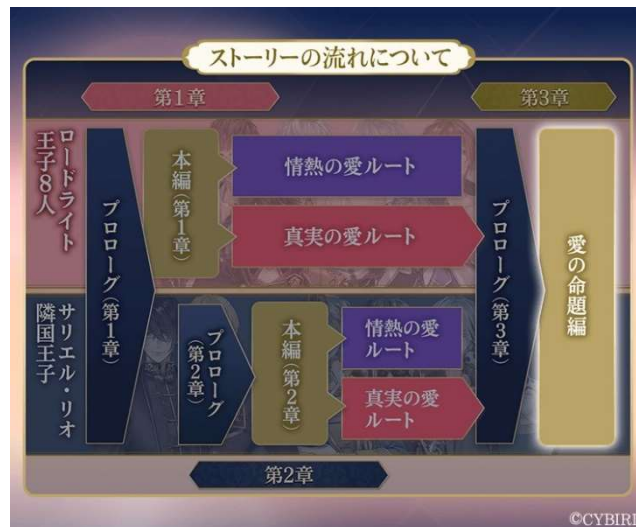 ストーリーの流れについて
第1章
第3章
ロードライト
王子8人
プロローグ(第1章)
本編(第1章)
情熱の愛ルート
真実の愛ルート
プロローグ(第3章)
愛の命題編
サリエル・リオ
隣国王子
プロローグ
(第2章)
本編(第2章)
情熱の愛
ルート
真実の愛
ルート
第2章
©CYBIRD